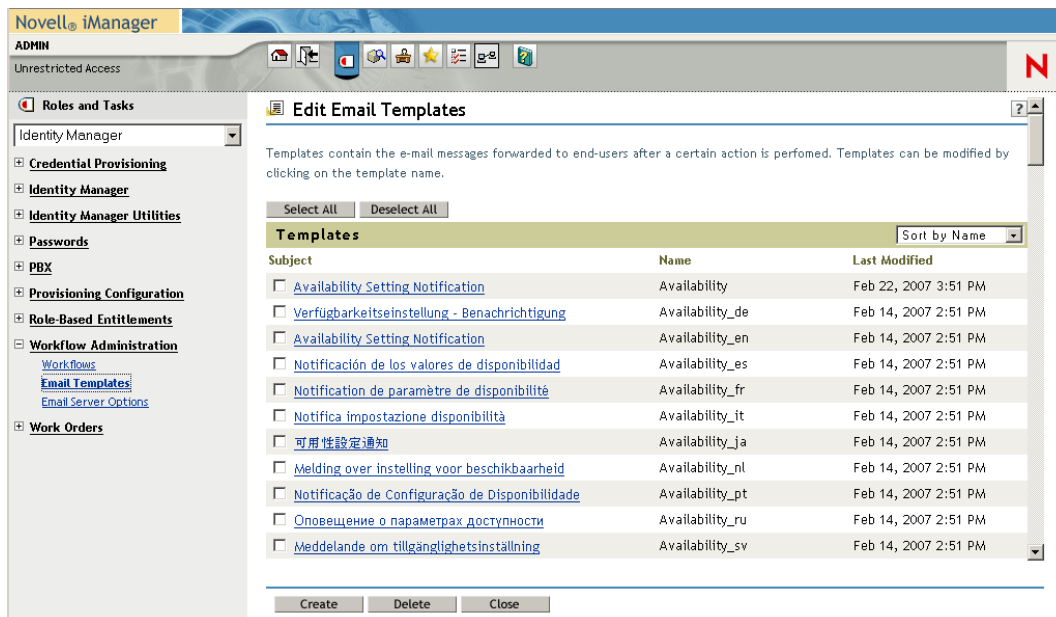 Novell® iManager
ADMIN
Unrestricted Access
N
Roles and Tasks
Identity Manager
Credential Provisioning
Identity Manager
Identity Manager Utilities
Passwords
PBX
Provisioning Configuration
Role-Based Entitlements
Workflow Administration
Workflows
Email Templates
Email Server Options
Work Orders
Edit Email Templates
?
Templates contain the e-mail messages forwarded to end-users after a certain action is perfomed. Templates can be modified by
clicking on the template name.
Select All Deselect All
Templates Sort by Name
Subject Name Last Modified
Availability Setting Notification Availability Feb 22, 2007 3:51 PM
Verfügbarkeitseinstellung - Benachrichtigung Availability_de Feb 14, 2007 2:51 PM
Availability Setting Notification Availability_en Feb 14, 2007 2:51 PM
Notificación de los valores de disponibilidad Availability_es Feb 14, 2007 2:51 PM
Notification de paramètre de disponibilité Availability_fr Feb 14, 2007 2:51 PM
Notifica impostazione disponibilità Availability_it Feb 14, 2007 2:51 PM
可用性設定通知 Availability_ja Feb 14, 2007 2:51 PM
Melding over instelling voor beschikbaarheid Availability_nl Feb 14, 2007 2:51 PM
Notificação de Configuração de Disponibilidade Availability_pt Feb 14, 2007 2:51 PM
Оповещение о параметрах доступности Availability_ru Feb 14, 2007 2:51 PM
Meddelande om tillgänglighetsinställning Availability_sv Feb 14, 2007 2:51 PM
Create Delete Close